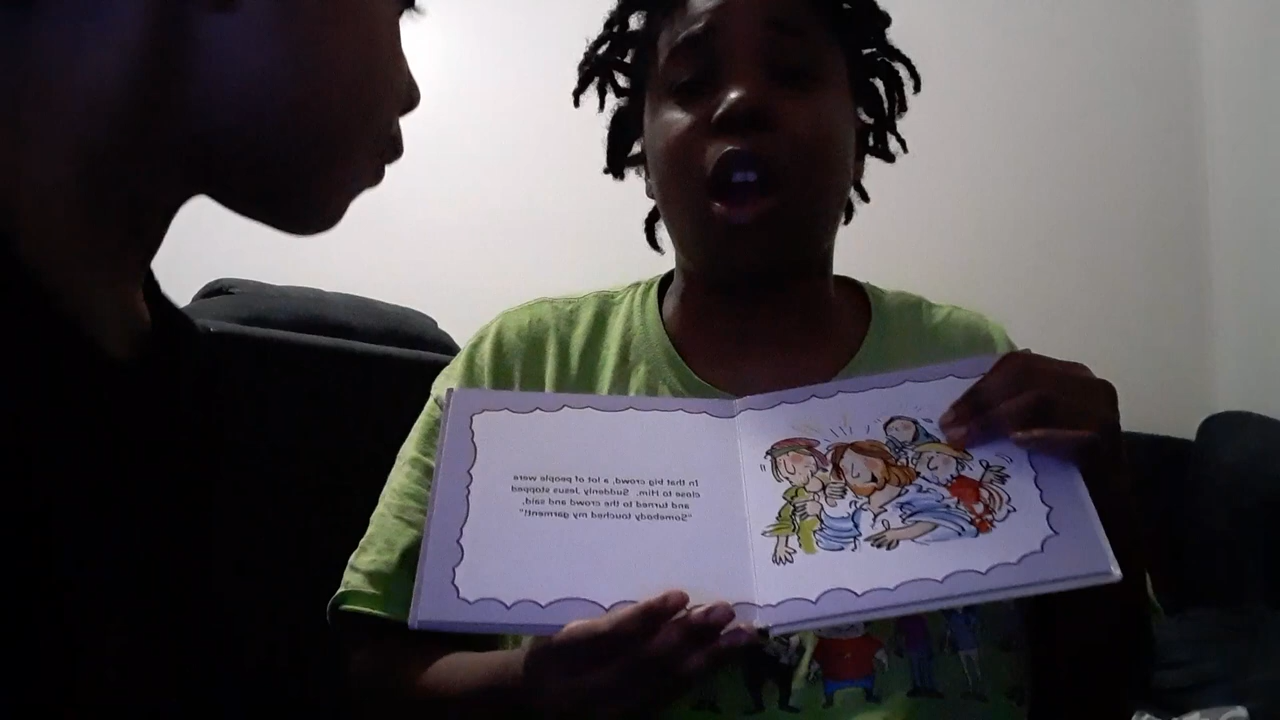 In that big crowd, a lot of people were
close to Him. Suddenly Jesus stopped
and turned to the crowd and said,
"Somebody touched my garment!"